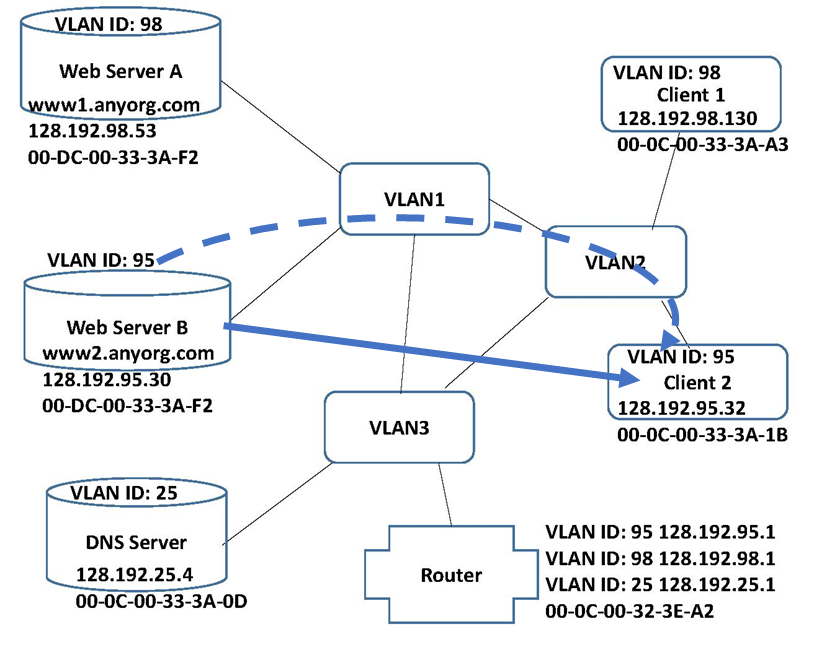 VLAN ID: 98
Web Server A
www1.anyorg.com
128.192.98.53
00-DC-00-33-3A-F2
VLAN ID: 98
Client 1
128.192.98.130
00-0C-00-33-3A-A3
VLAN1
VLAN2
VLAN ID: 95
Web Server B
www2.anyorg.com
128.192.95.30
00-DC-00-33-3A-F2
VLAN ID: 95
Client 2
128.192.95.32
00-0C-00-33-3A-1B
VLAN3
VLAN ID: 25
DNS Server
128.192.25.4
00-0C-00-33-3A-0D
Router
VLAN ID: 95 128.192.95.1
VLAN ID: 98 128.192.98.1
VLAN ID: 25 128.192.25.1
00-0C-00-32-3E-A2